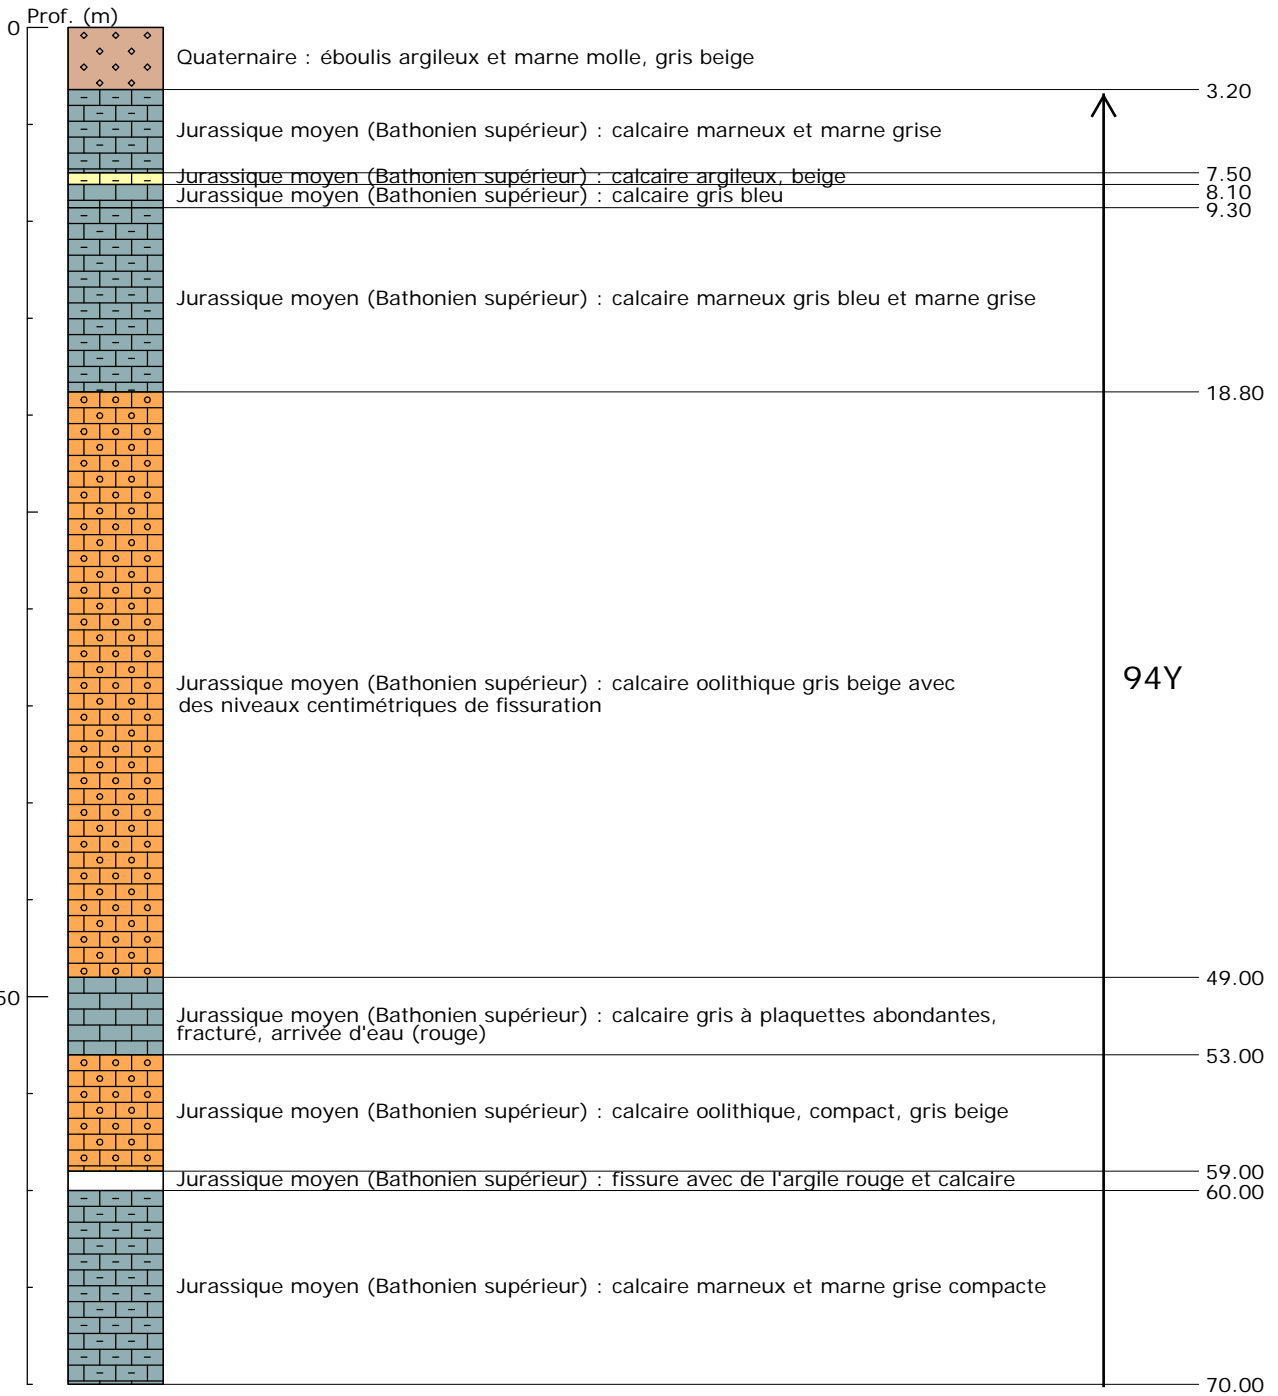 Prof. (m)
0
Quaternaire : éboulis argileux et marne molle, gris beige
3.20
Jurassique moyen (Bathonien supérieur) : calcaire marneux et marne grise
7.50
Jurassique moyen (Bathonien supérieur) : calcaire argileux, beige
8.10
Jurassique moyen (Bathonien supérieur) : calcaire gris bleu
9.30
Jurassique moyen (Bathonien supérieur) : calcaire marneux gris bleu et marne grise
18.80
94Y
Jurassique moyen (Bathonien supérieur) : calcaire oolithique gris beige avec
des niveaux centimétriques de fissuration
49.00
50
Jurassique moyen (Bathonien supérieur) : calcaire gris à plaquettes abondantes,
fracturé, arrivée d'eau (rouge)
53.00
Jurassique moyen (Bathonien supérieur) : calcaire oolithique, compact, gris beige
59.00
Jurassique moyen (Bathonien supérieur) : fissure avec de l'argile rouge et calcaire
60.00
Jurassique moyen (Bathonien supérieur) : calcaire marneux et marne grise compacte
70.00